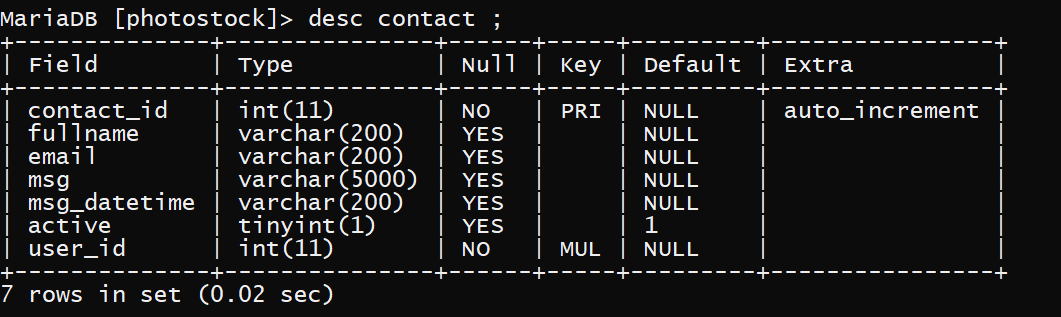 MariaDB [photostock]> desc contact ;
+--------------+---------------+------+-----+---------+----------------+
| Field        | Type          | Null | Key | Default | Extra          |
+--------------+---------------+------+-----+---------+----------------+
| contact_id   | int(11)       | NO   | PRI | NULL    | auto_increment |
| fullname     | varchar(200)  | YES  |     | NULL    |                |
| email        | varchar(200)  | YES  |     | NULL    |                |
| msg          | varchar(5000) | YES  |     | NULL    |                |
| msg_datetime | varchar(200)  | YES  |     | NULL    |                |
| active       | tinyint(1)    | YES  |     | 1       |                |
| user_id      | int(11)       | NO   | MUL | NULL    |                |
+--------------+---------------+------+-----+---------+----------------+
7 rows in set (0.02 sec)